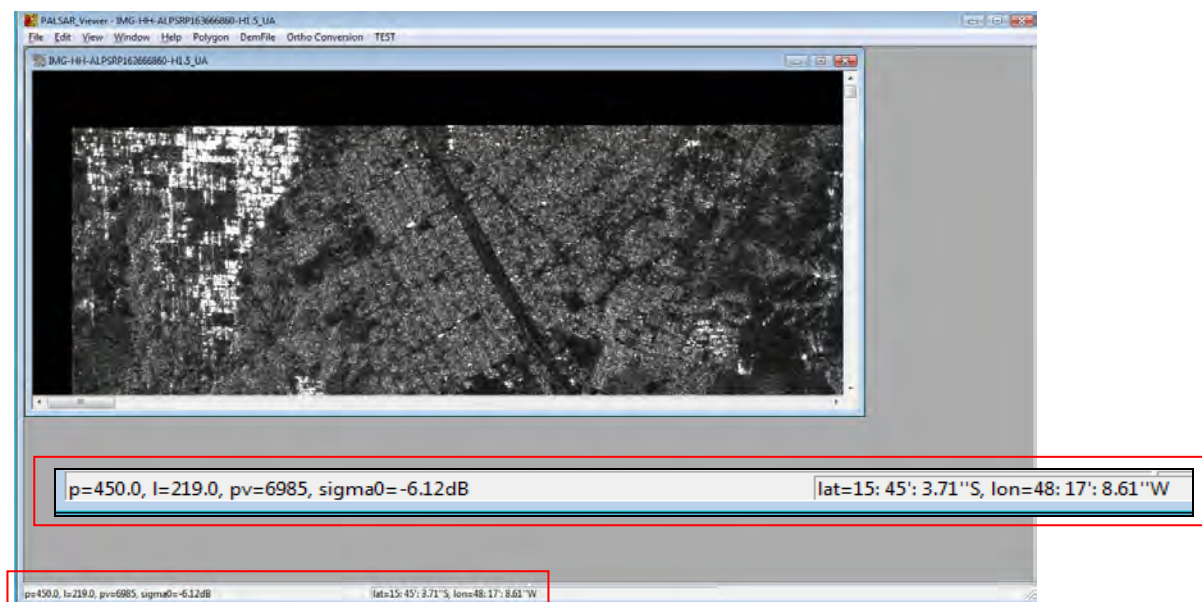 PALSAR_Viewer - IMG-HH-ALPSRP163666860-H1.5_UA
File Edit View Window Help Polygon DemFile Ortho Conversion TEST
IMG-HH-ALPSRP163666860-H1.5_UA
p=450.0, l=219.0, pv=6985, sigma0=-6.12dB lat=15: 45': 3.71''S, lon=48: 17': 8.61''W
p=450.0, l=219.0, pv=6985, sigma0=-6.12dB lat=15: 45': 3.71''S, lon=48: 17': 8.61''W